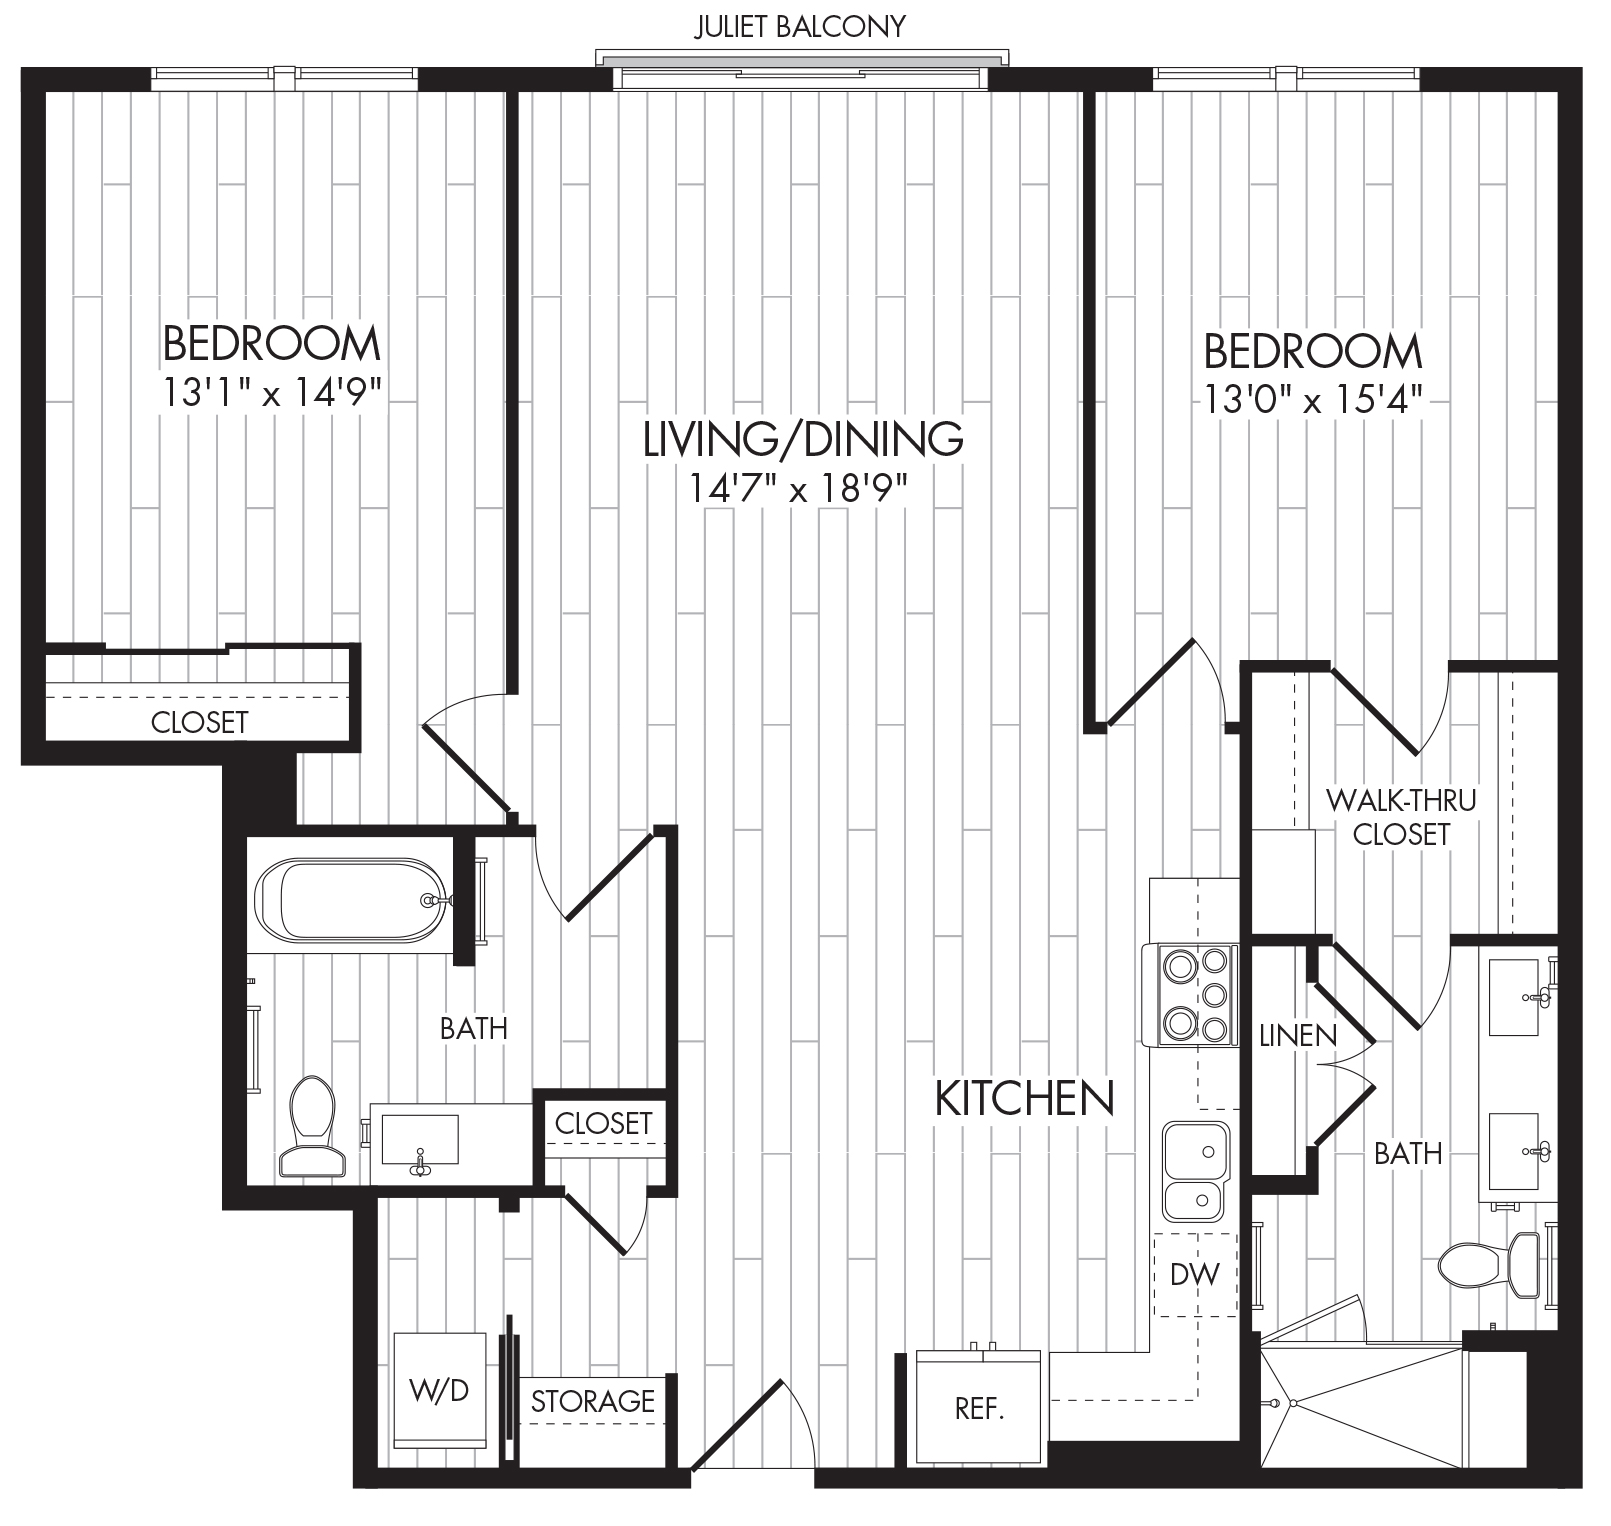 JULIET BALCONY
BEDROOM
13'1" x 14'9"
BEDROOM
13'0" x 15'4"
LIVING/DINING
14'7" x 18'9"
CLOSET
WALK-THRU
CLOSET
BATH
LINEN
KITCHEN
CLOSET
BATH
DW
W/D
STORAGE
REF.